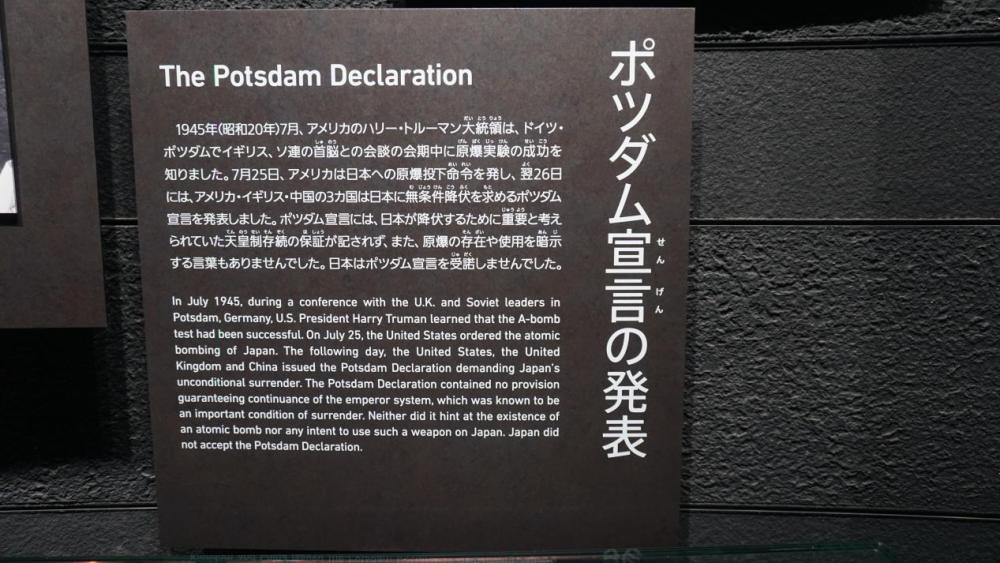 The Potsdam Declaration
ポツダム宣言の発表
せんげん
1945年(昭和20年)7月、アメリカのハリー・トルーマン大統領は、ドイツ・
ポツダムでイギリス、ソ連の首脳との会談の会期中に原爆実験の成功を
知りました。7月25日、アメリカは日本への原爆投下命令を発し、翌26日
には、アメリカ・イギリス・中国の3カ国は日本に無条件降伏を求めるポツダム
宣言を発表しました。ポツダム宣言には、日本が降伏するために重要と考え
られていた天皇制存続の保証が記されず、また、原爆の存在や使用を暗示
する言葉もありませんでした。日本はポツダム宣言を受諾しませんでした。
In July 1945, during a conference with the U.K. and Soviet leaders in
Potsdam, Germany, U.S. President Harry Truman learned that the A-bomb
test had been successful. On July 25, the United States ordered the atomic
bombing of Japan. The following day, the United States, the United
Kingdom and China issued the Potsdam Declaration demanding Japan's
unconditional surrender. The Potsdam Declaration contained no provision
guaranteeing continuance of the emperor system, which was known to be
an important condition of surrender. Neither did it hint at the existence of
an atomic bomb nor any intent to use such a weapon on Japan. Japan did
not accept the Potsdam Declaration.